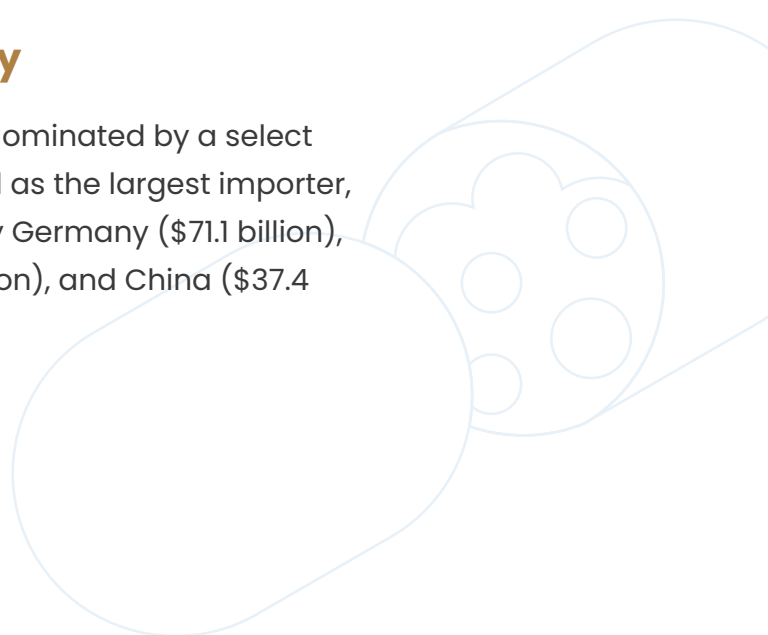 y
ominated by a select
as the largest importer,
Germany ($71.1 billion),
on), and China ($37.4